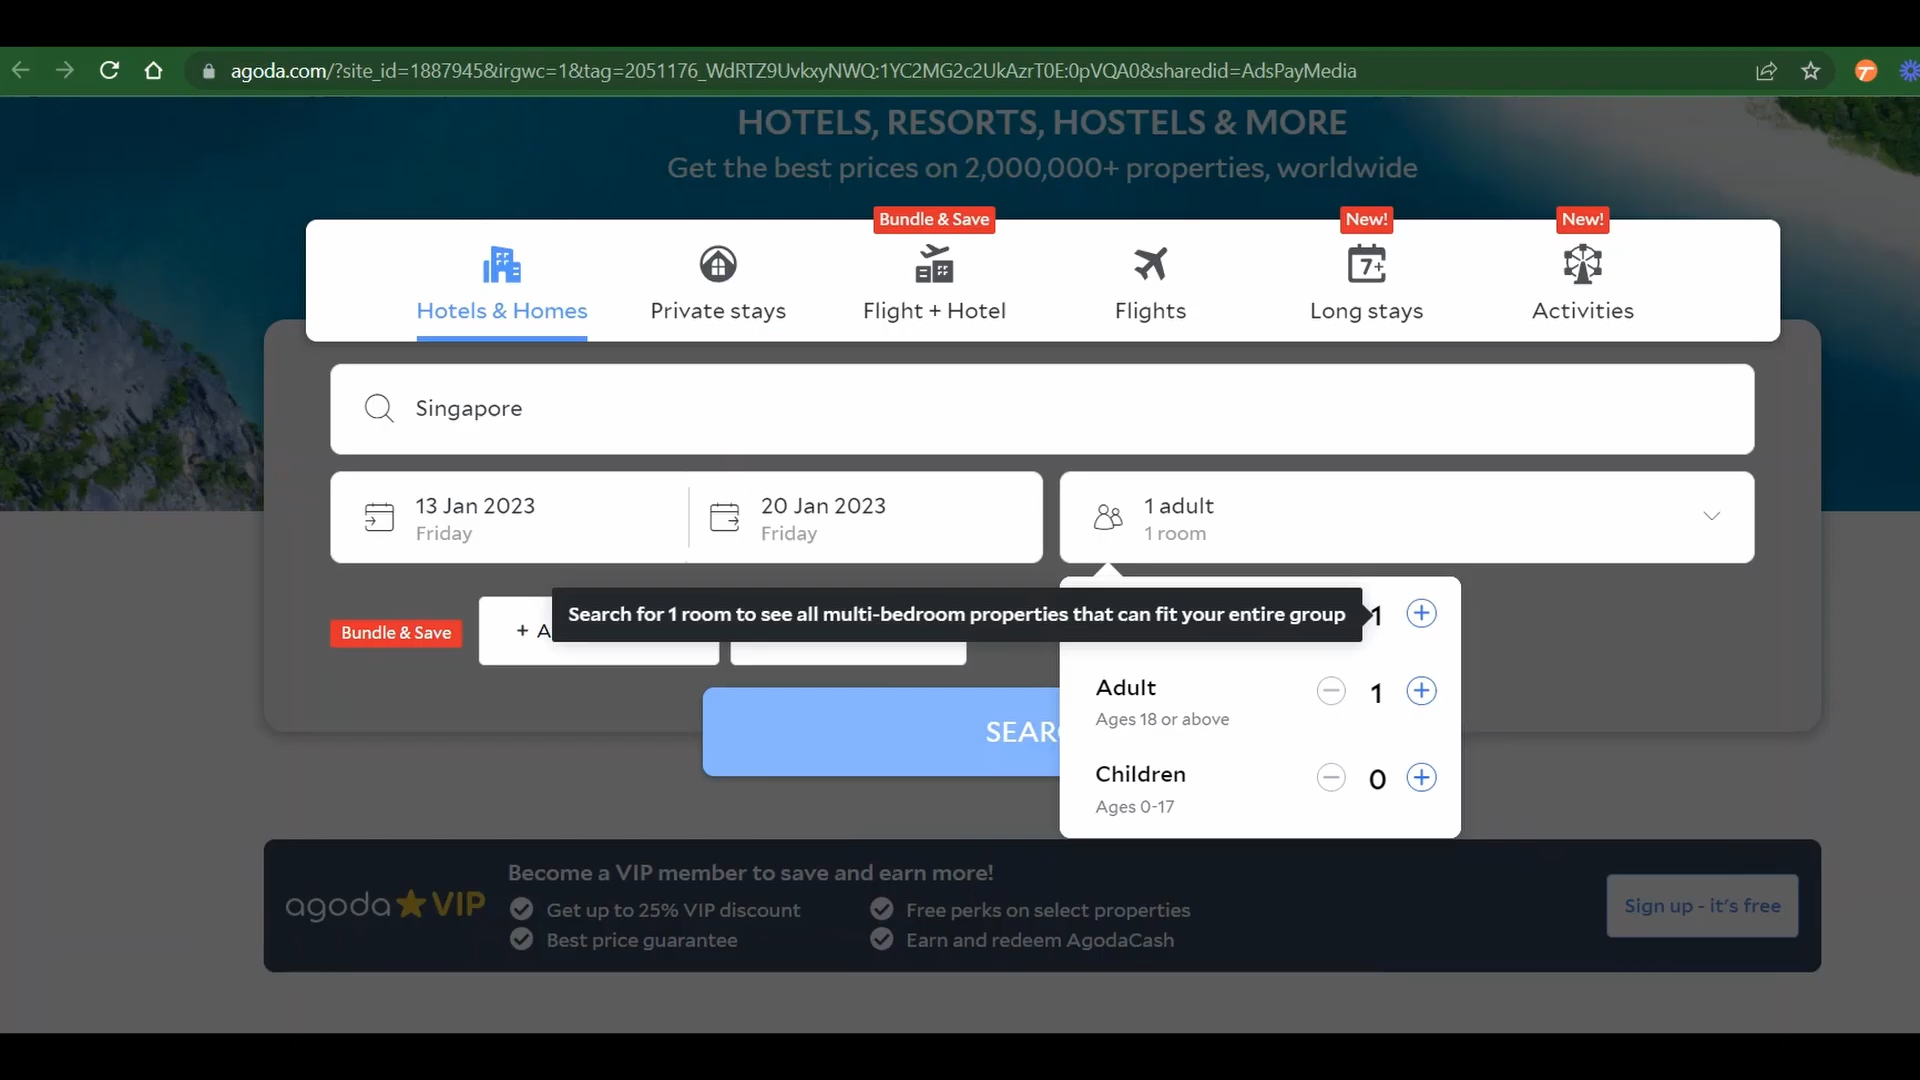 agoda.com/?site_id=1887945&irgwc=1&tag=2051176_WdRTZ9UvkxyNWQ:1YC2MG2c2UkAzrT0E:0pVQA0&sharedid=AdsPayMedia
HOTELS, RESORTS, HOSTELS & MORE
Get the best prices on 2,000,000+ properties, worldwide
Bundle & Save
New!
New!
7+
Hotels & Homes
Private stays
Flight + Hotel
Flights
Long stays
Activities
Singapore
13 Jan 2023
Friday
20 Jan 2023
Friday
1 adult
1 room
Bundle & Save
+ A
Search for 1 room to see all multi-bedroom properties that can fit your entire group
1
Adult
Ages 18 or above
1
SEARC
Children
Ages 0-17
0
agoda VIP
Become a VIP member to save and earn more!
Get up to 25% VIP discount
Free perks on select properties
Best price guarantee
Earn and redeem AgodaCash
Sign up - it's free